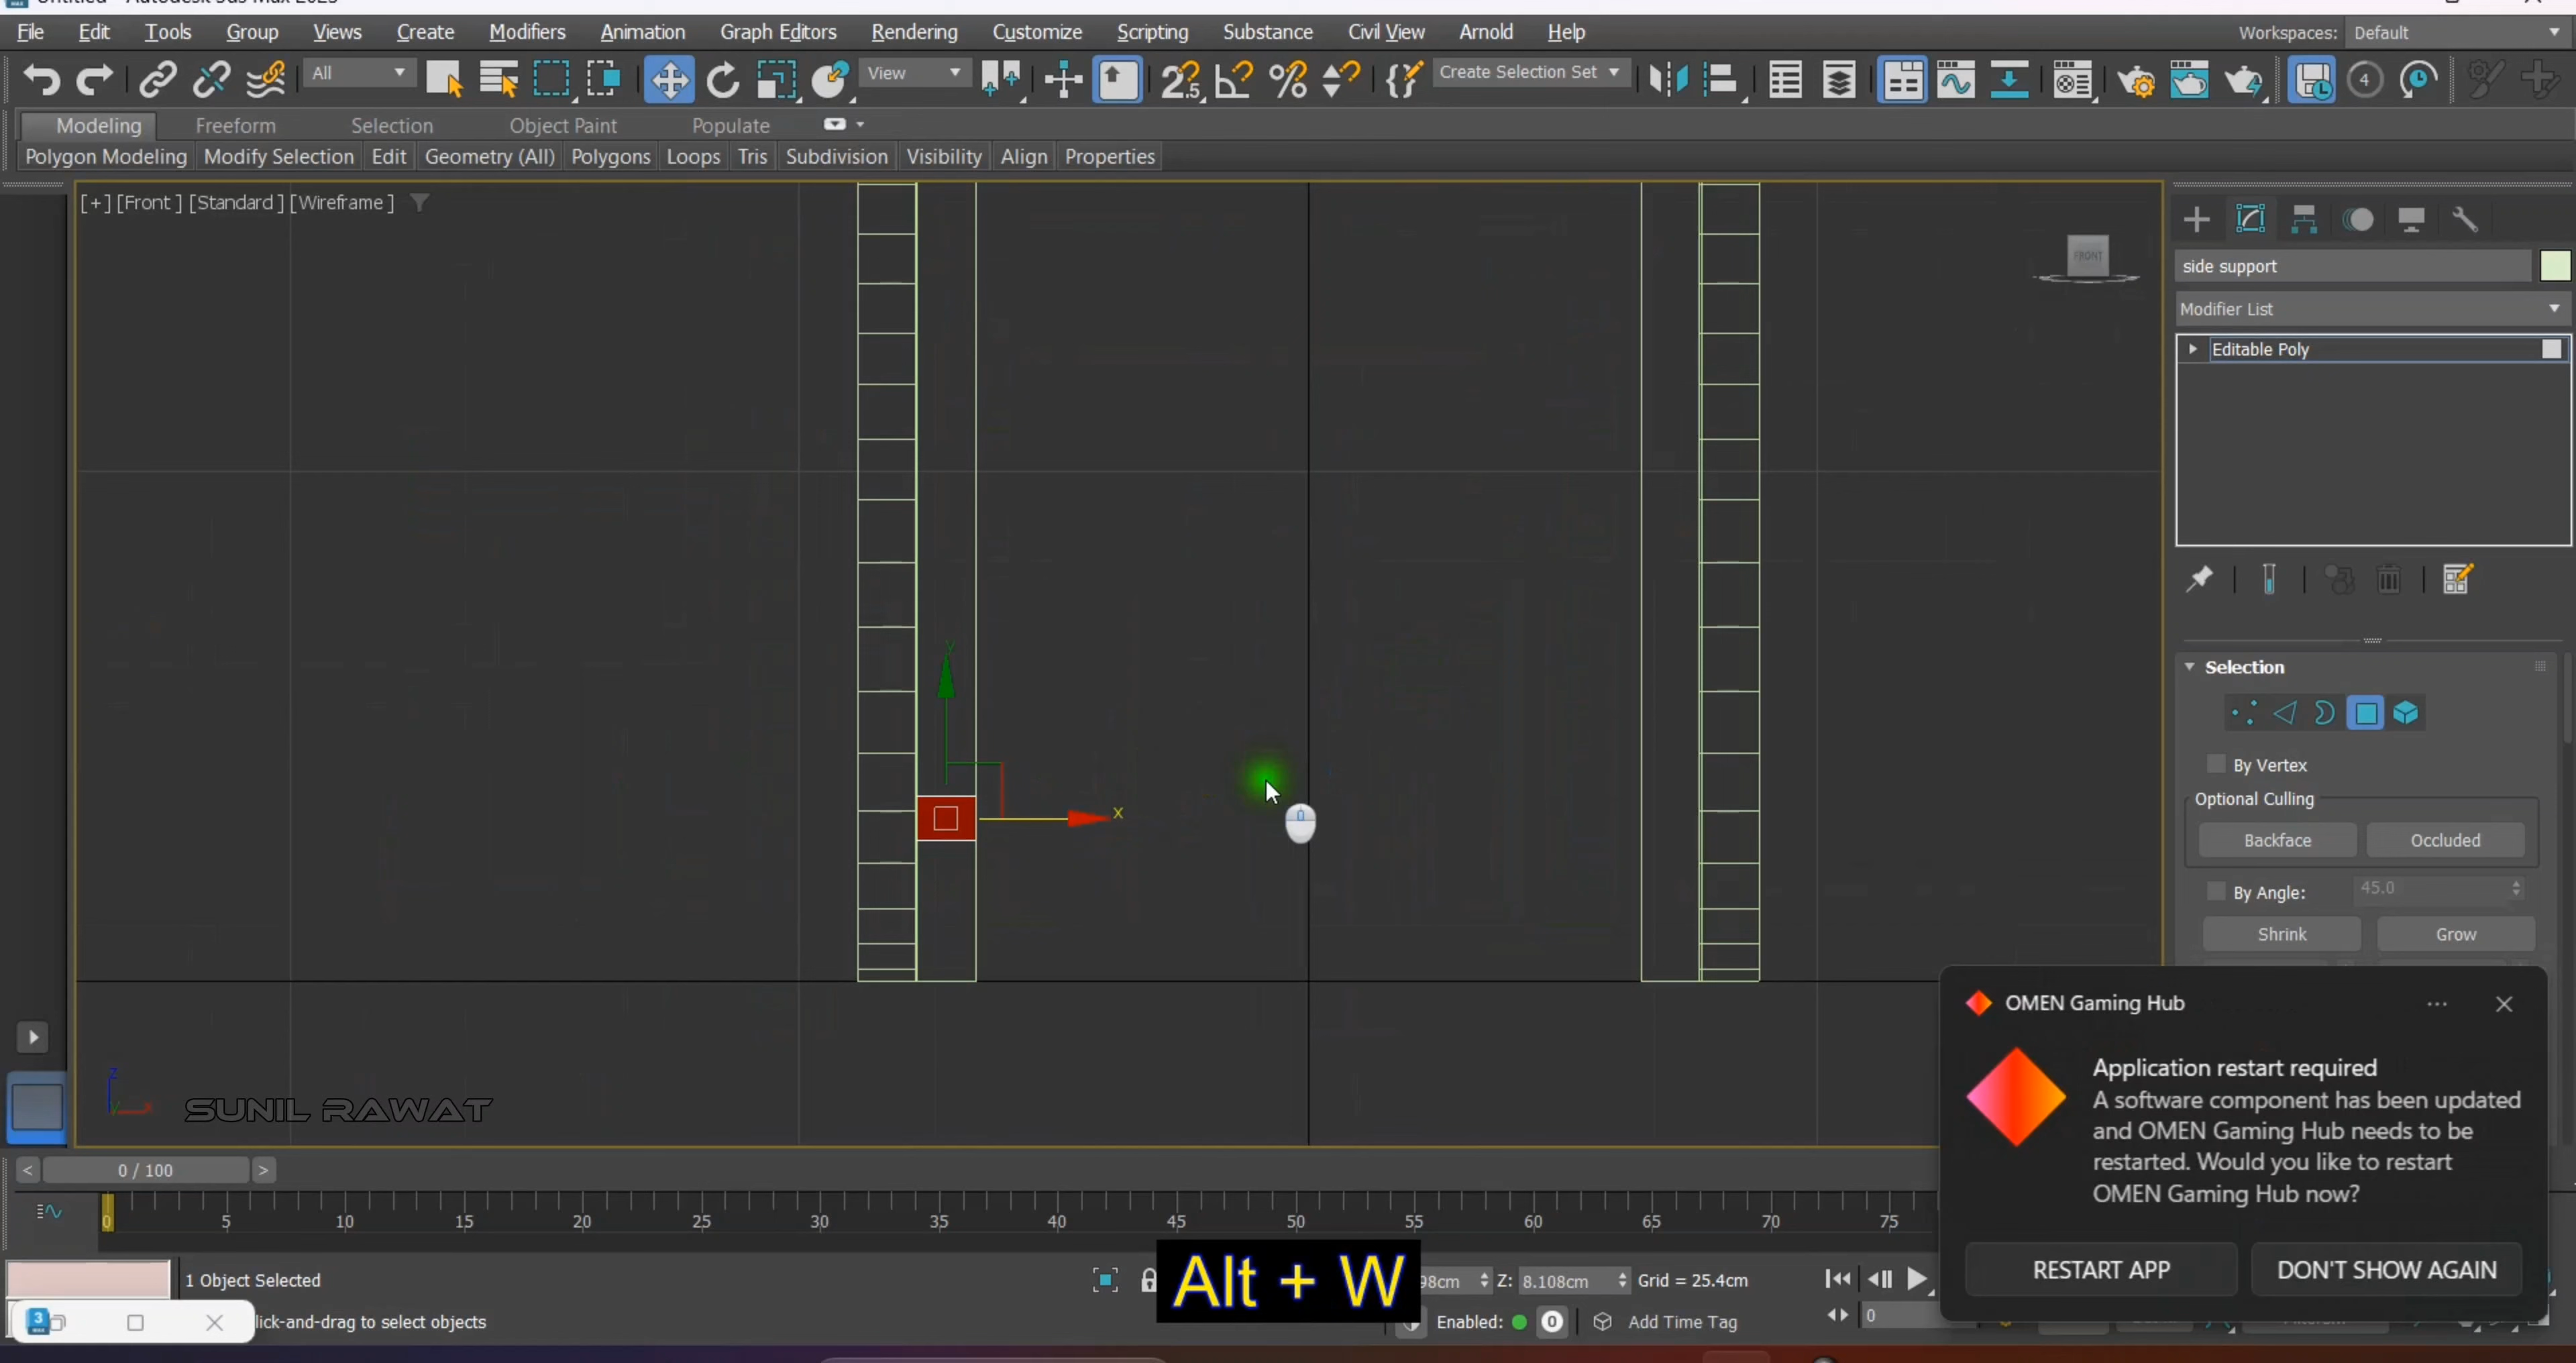 File Edit Tools Group Views Create Modifiers Animation Graph Editors Rendering Customize Scripting Substance Civil View Arnold Help Workspaces: Default
All View Create Selection Set 4
Modeling Freeform Selection Object Paint Populate
Polygon Modeling Modify Selection Edit Geometry (All) Polygons Loops Tris Subdivision Visibility Align Properties
[+] [Front] [Standard] [Wireframe]
FRONT
side support
Modifier List
Editable Poly
Selection
By Vertex
Optional Culling
Backface Occluded
By Angle: 45.0
Shrink Grow
y
x
z
SUNIL RAWAT
OMEN Gaming Hub
Application restart required
A software component has been updated
and OMEN Gaming Hub needs to be
restarted. Would you like to restart
OMEN Gaming Hub now?
RESTART APP DON'T SHOW AGAIN
< 0 / 100 >
0 5 10 15 20 25 30 35 40 45 50 55 60 65 70 75
1 Object Selected
Alt + W
98cm Z: 8.108cm Grid = 25.4cm
lick-and-drag to select objects
Enabled: 0 Add Time Tag 0